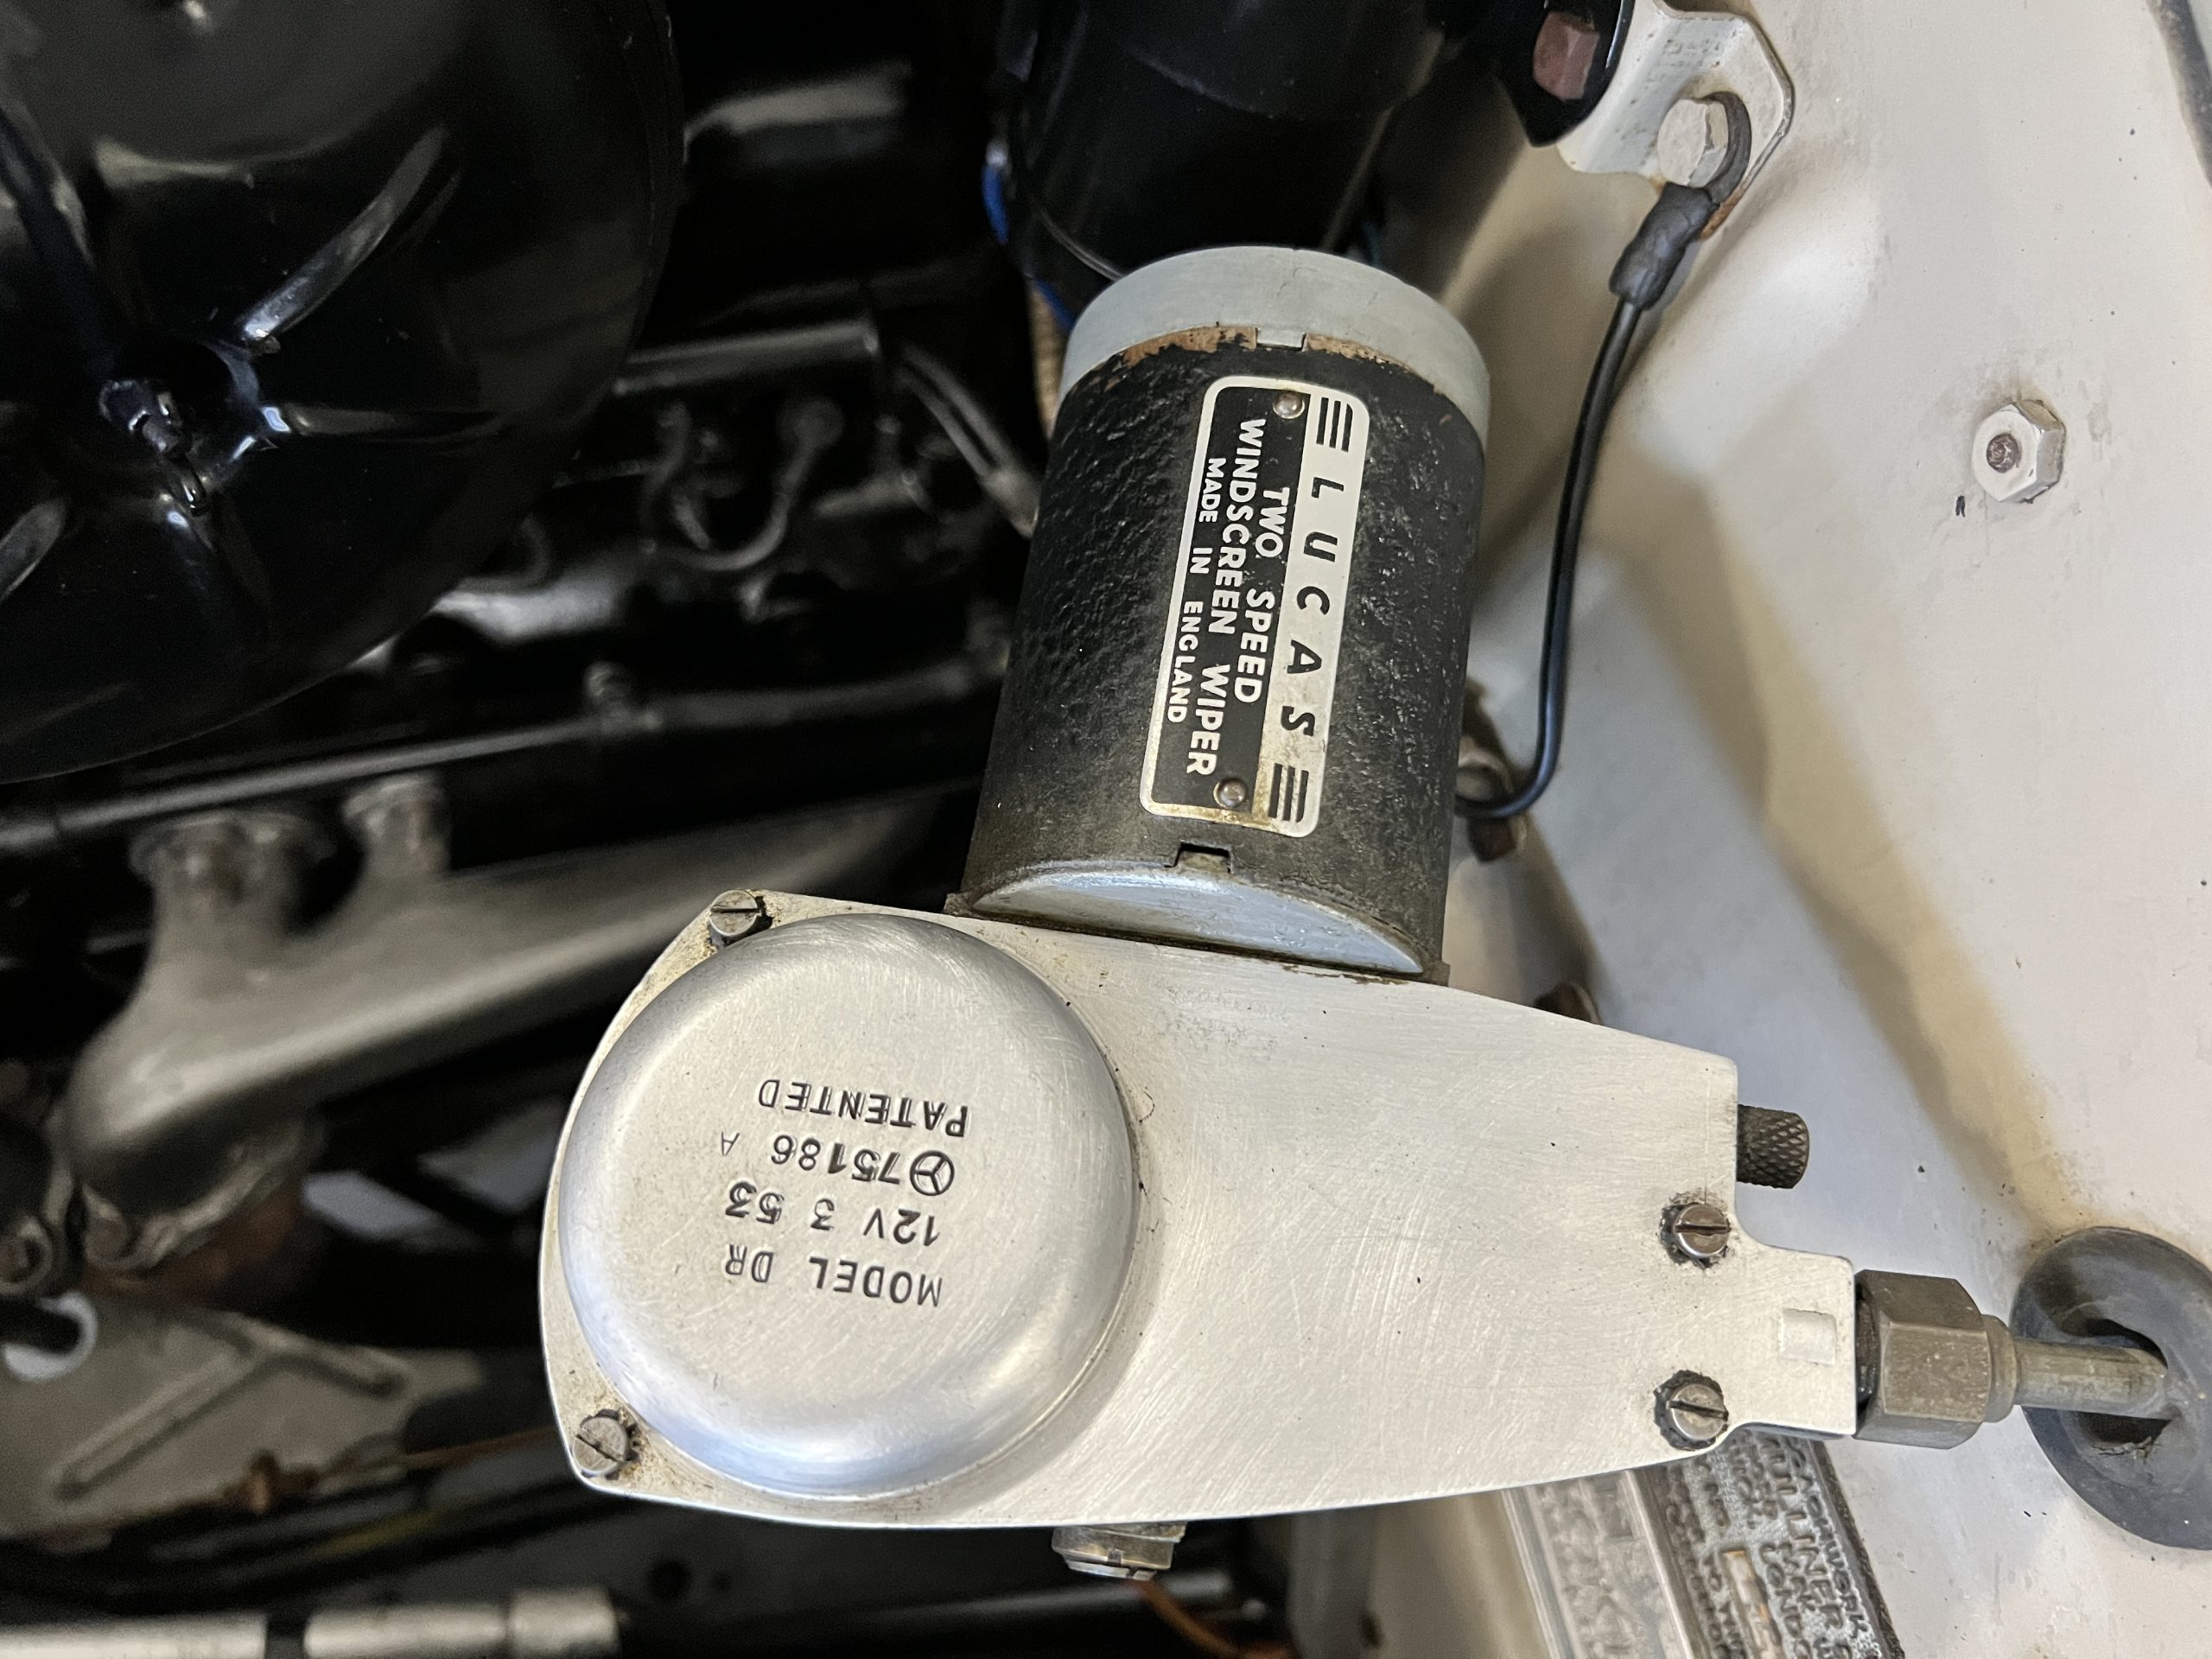 LUCAS
TWO SPEED
WINDSCREEN WIPER
MADE IN ENGLAND
MODEL DR
12V 3 53
75186 A
PATENTED